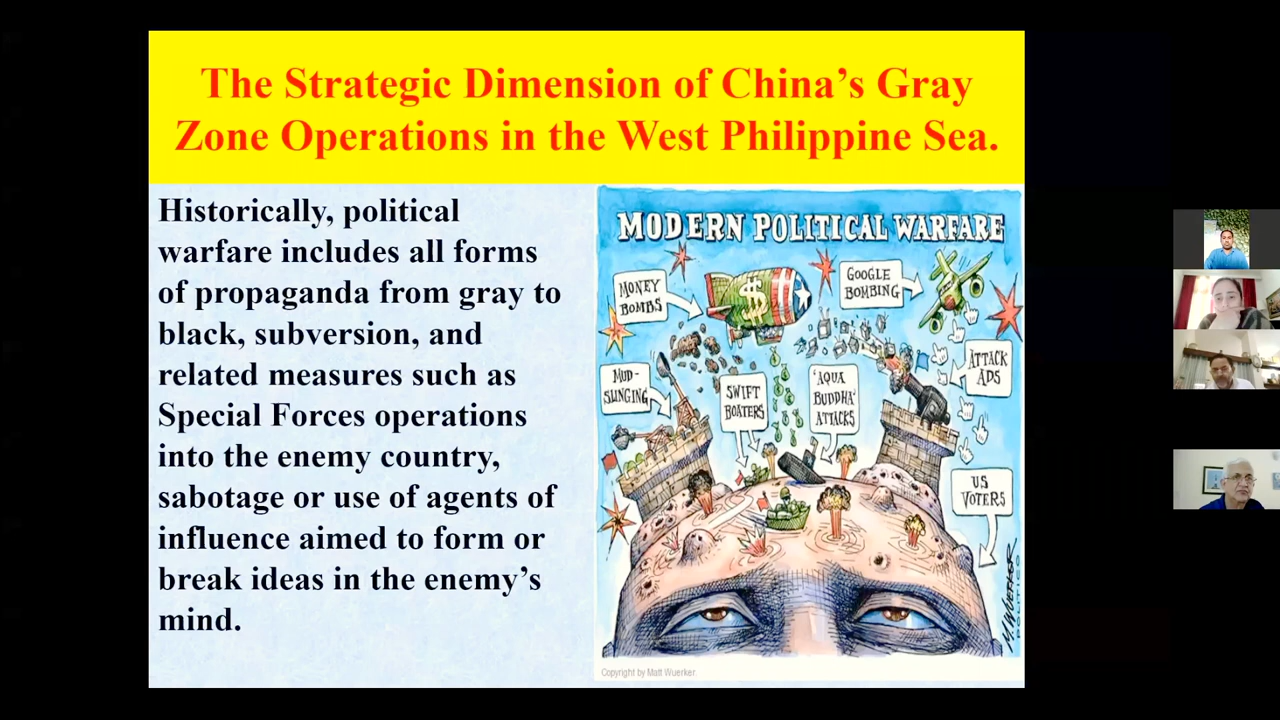 The Strategic Dimension of China’s Gray
Zone Operations in the West Philippine Sea.
Historically, political
warfare includes all forms
of propaganda from gray to
black, subversion, and
related measures such as
Special Forces operations
into the enemy country,
sabotage or use of agents of
influence aimed to form or
break ideas in the enemy’s
mind.
MODERN POLITICAL WARFARE
MONEY
BOMBS
$
GOOGLE
BOMBING
MUD-
SLINGING
SWIFT
BOATERS
'AQUA
BUDDHA'
ATTACKS
ATTACK
ADS
US
VOTERS
M.WUERKER
POLITICO
Copyright by Matt Wuerker.